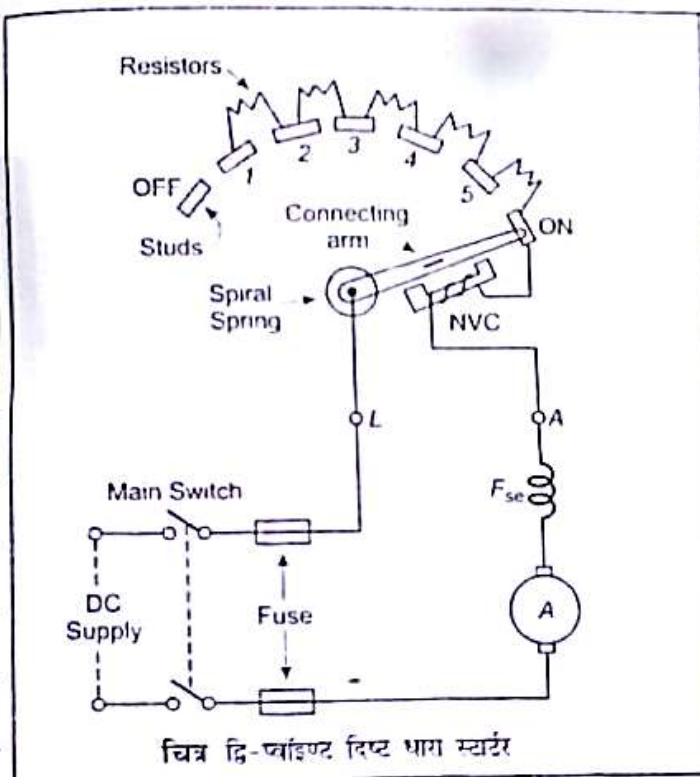 Resistors
1
2
3
4
5
OFF
Studs
Connecting
arm
ON
Spiral
Spring
NVC
L
A
Main Switch
F se
DC
Supply
Fuse
A
चित्र द्वि-प्वाइण्ट दिष्ट धारा स्टार्टर